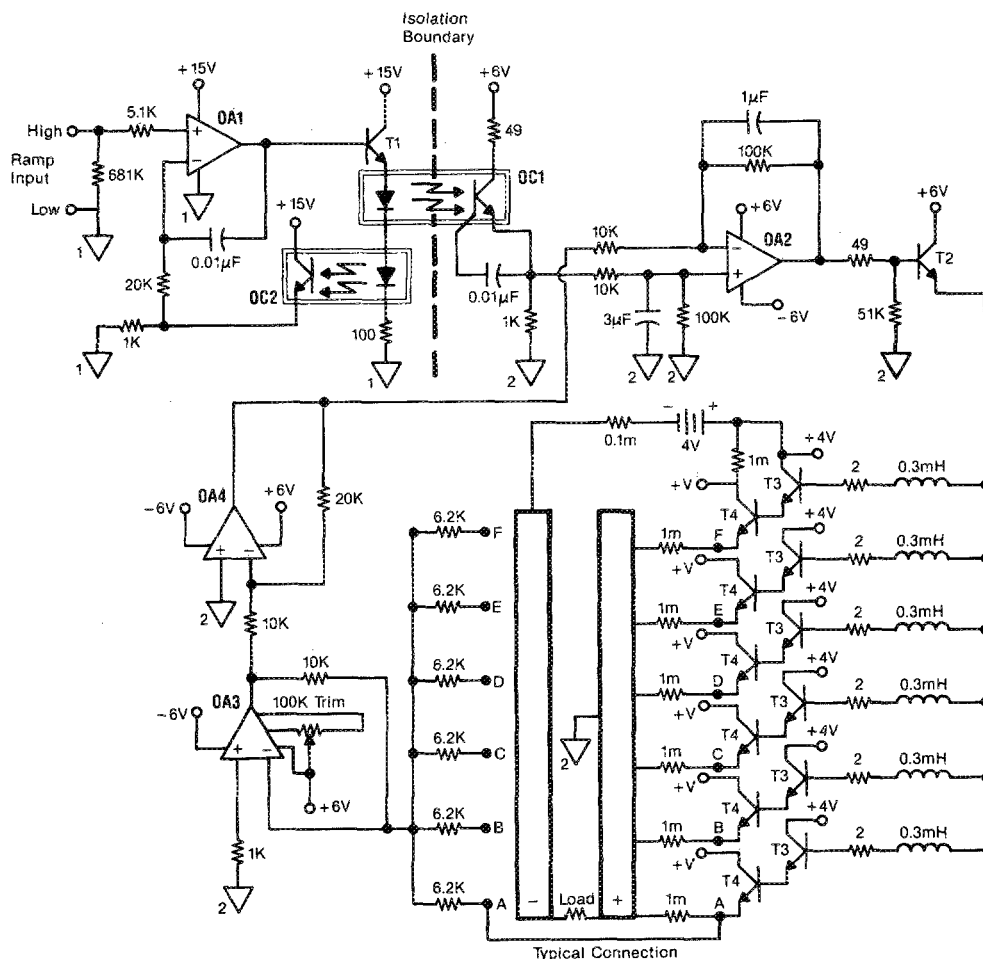 Isolation
Boundary
+15V
+15V
+6V
High
5.1K
OA1
T1
49
1µF
100K
Ramp
Input
681K
OC1
+6V
Low
1
+15V
10K
+6V
OA2
T2
1
0.01µF
49
20K
OC2
0.01µF
10K
-6V
1K
100
1K
3µF
100K
51K
1
1
2
2
2
2
0.1m
-
+
4V
1m
+4V
2
0.3mH
T3
+V
T4
-6V
OA4
+6V
20K
6.2K
F
1m
F
+4V
2
0.3mH
T3
+V
T4
2
6.2K
E
1m
E
+4V
2
0.3mH
T3
+V
T4
10K
10K
6.2K
D
1m
D
+4V
2
0.3mH
T3
+V
T4
100K Trim
OA3
-6V
6.2K
C
2
1m
C
+4V
2
0.3mH
T3
+V
T4
+6V
6.2K
B
1m
B
+4V
2
0.3mH
T3
+V
T4
1K
2
6.2K
A
-
Load
+
1m
A
Typical Connection